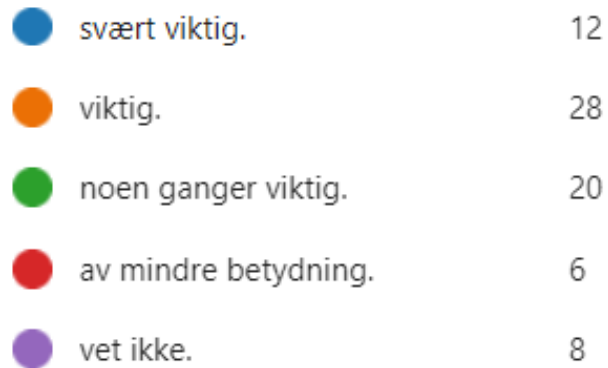 svært viktig. 12
viktig. 28
noen ganger viktig. 20
av mindre betydning. 6
vet ikke. 8